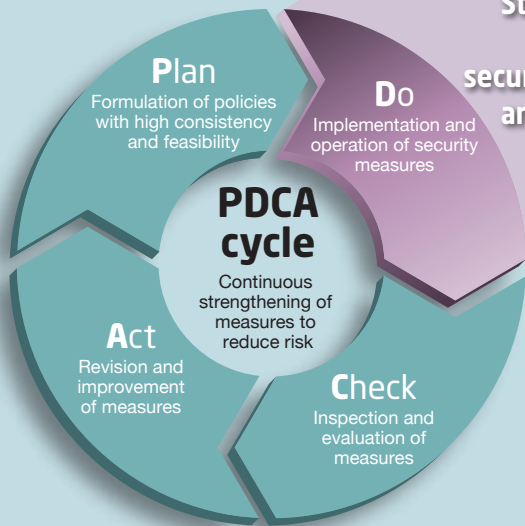 Plan
Formulation of policies
with high consistency
and feasibility
Do
Implementation and
operation of security
measures
PDCA
cycle
Continuous
strengthening of
measures to
reduce risk
Act
Revision and
improvement
of measures
Check
Inspection and
evaluation of
measures